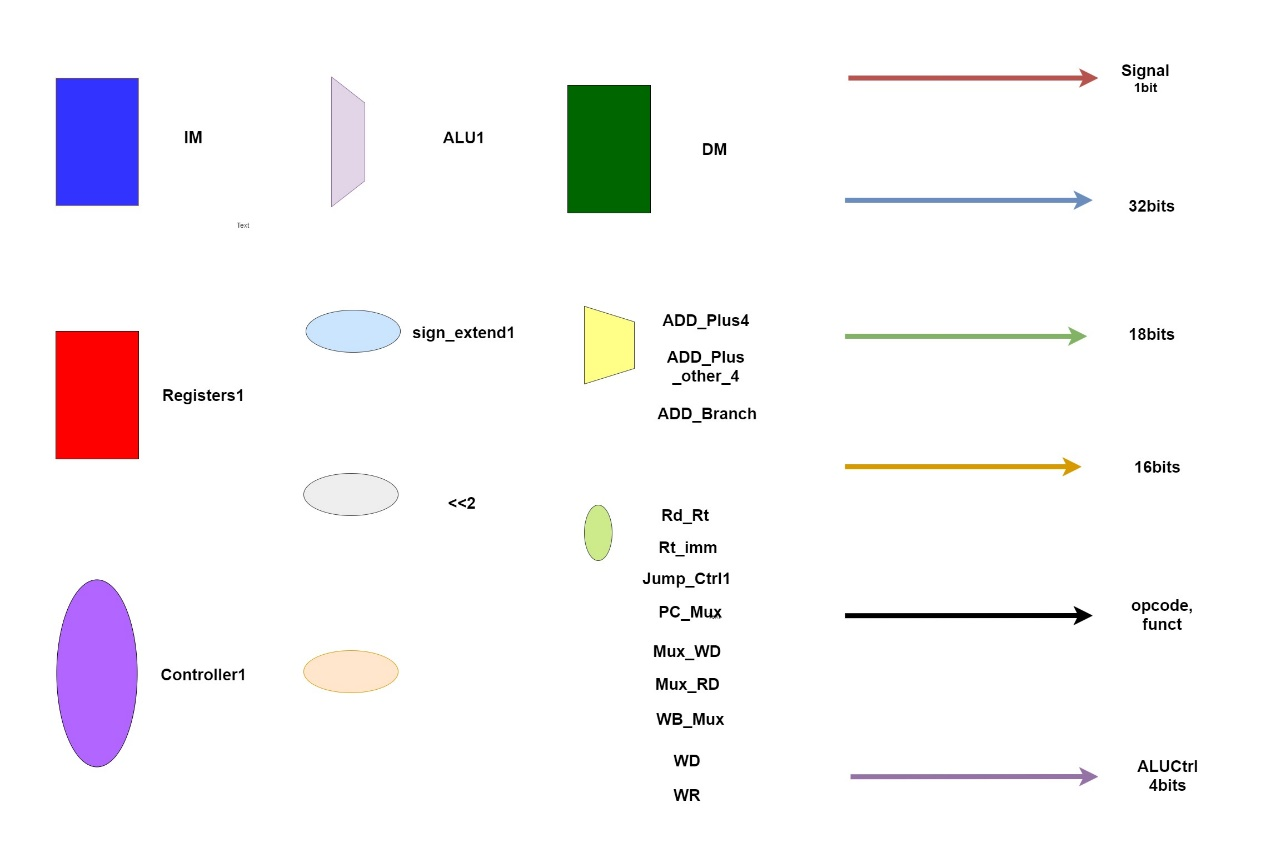 IM
Text
Registers1
Controller1
ALU1
sign_extend1
<<2
DM
ADD_Plus4
ADD_Plus
_other_4
ADD_Branch
Rd_Rt
Rt_imm
Jump_Ctrl1
PC_Mux
Mux_WD
Mux_RD
WB_Mux
WD
WR
Signal
1bit
32bits
18bits
16bits
opcode,
funct
ALUCtrl
4bits